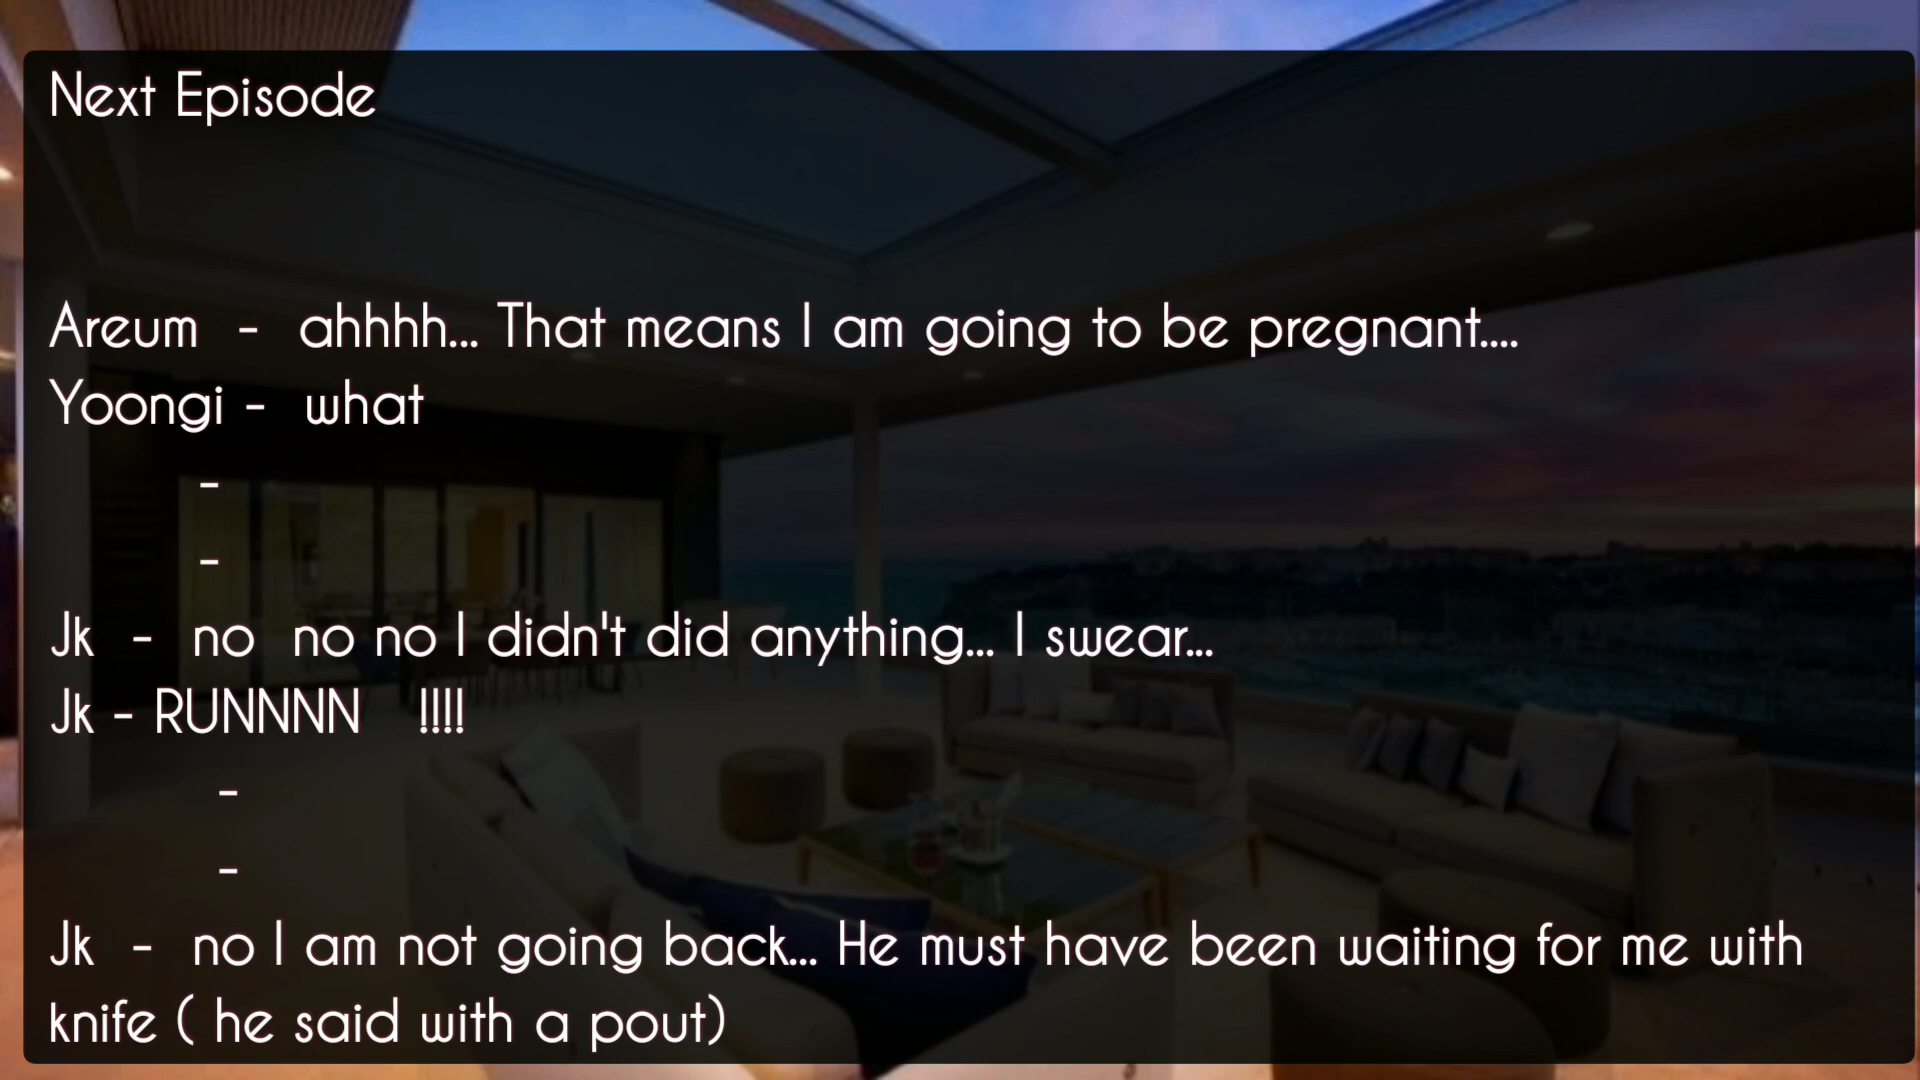 Next Episode
Areum - ahhhh... That means I am going to be pregnant....
Yoongi - what
-
-
Jk - no no no I didn't did anything... I swear...
Jk - RUNNNN !!!!
-
-
Jk - no I am not going back... He must have been waiting for me with
knife ( he said with a pout)